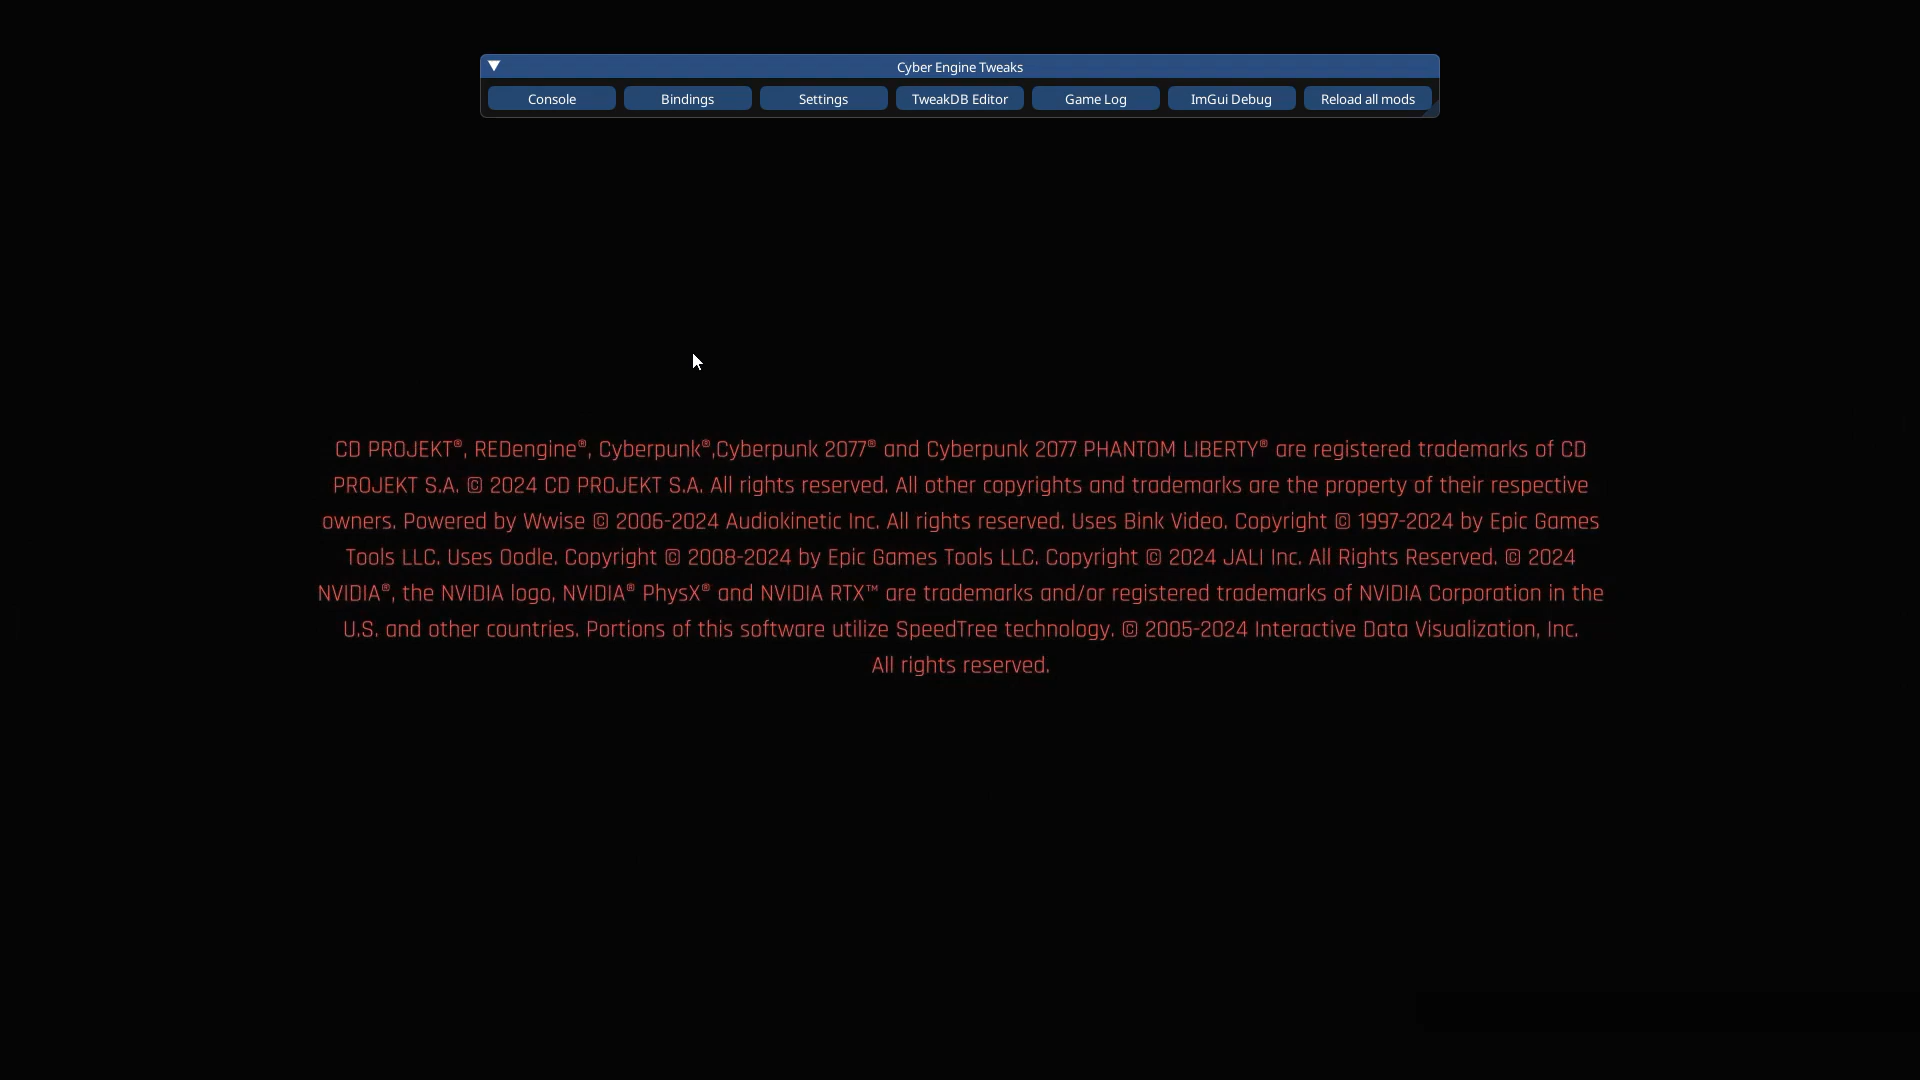 Cyber Engine Tweaks
Console Bindings Settings TweakDB Editor Game Log ImGui Debug Reload all mods
CD PROJEKT®, REDengine®, Cyberpunk®,Cyberpunk 2077® and Cyberpunk 2077 PHANTOM LIBERTY® are registered trademarks of CD
PROJEKT S.A. © 2024 CD PROJEKT S.A. All rights reserved. All other copyrights and trademarks are the property of their respective
owners. Powered by Wwise © 2006-2024 Audiokinetic Inc. All rights reserved. Uses Bink Video. Copyright © 1997-2024 by Epic Games
Tools LLC. Uses Oodle. Copyright © 2008-2024 by Epic Games Tools LLC. Copyright © 2024 JALI Inc. All Rights Reserved. © 2024
NVIDIA®, the NVIDIA logo, NVIDIA® PhysX® and NVIDIA RTX™ are trademarks and/or registered trademarks of NVIDIA Corporation in the
U.S. and other countries. Portions of this software utilize SpeedTree technology. © 2005-2024 Interactive Data Visualization, Inc.
All rights reserved.